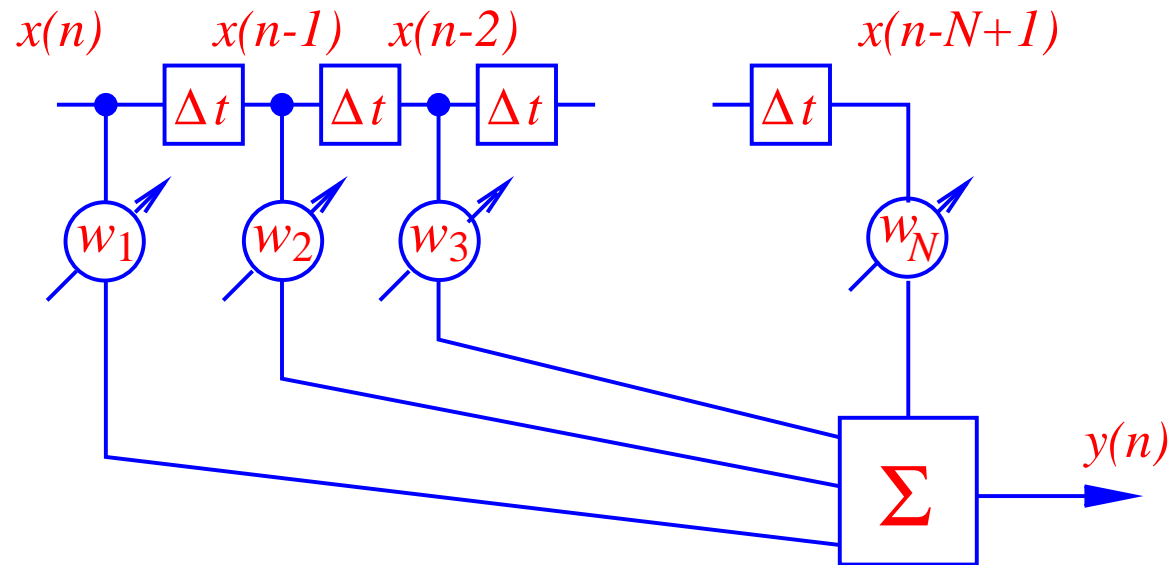 x(n) x(n-1) x(n-2) x(n-N+1)
Δt Δt Δt Δt
w1 w2 w3 wN
y(n)
Σ